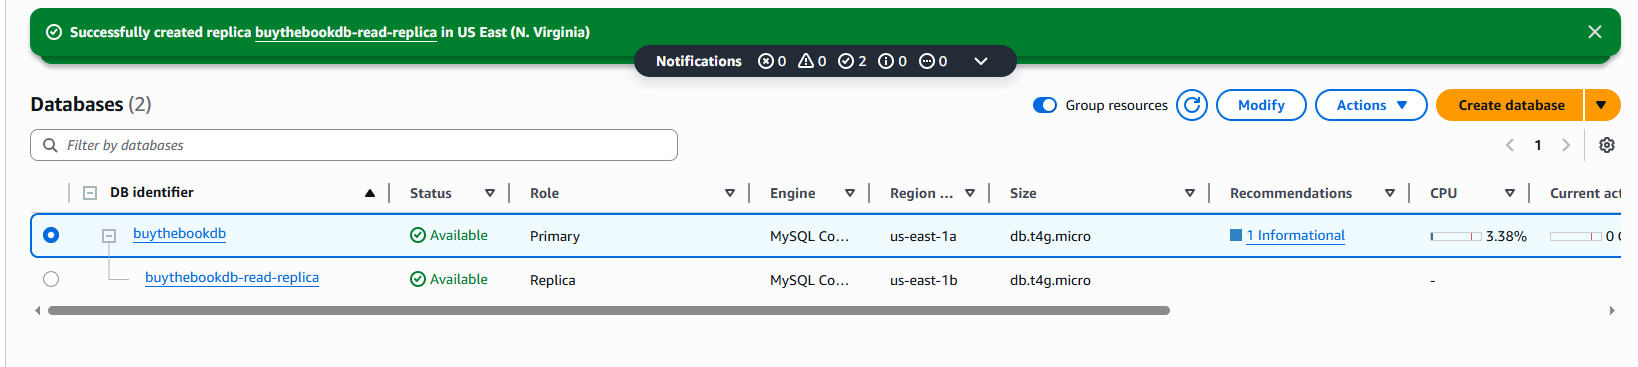 Successfully created replica buythebookdb-read-replica in US East (N. Virginia)
Notifications 0 0 2 0 0
Databases (2)
Group resources
Modify
Actions
Create database
Filter by databases
1
DB identifier Status Role Engine Region ... Size Recommendations CPU Current act
buythebookdb Available Primary MySQL Co... us-east-1a db.t4g.micro 1 Informational 3.38% 0
buythebookdb-read-replica Available Replica MySQL Co... us-east-1b db.t4g.micro -